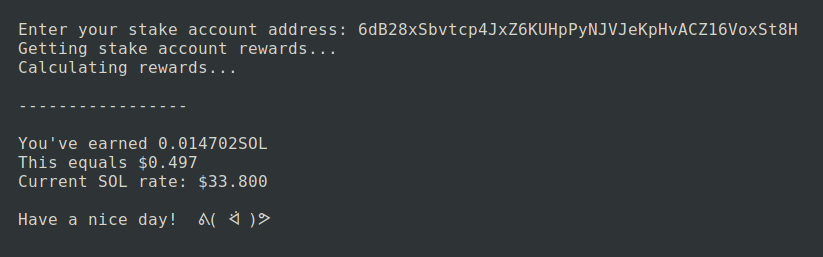 Enter your stake account address: 6dB28xSbvtcp4JxZ6KUHpPyNJVJeKpHvACZ16VoxSt8H
Getting stake account rewards...
Calculating rewards...
-----------------
You've earned 0.014702SOL
This equals $0.497
Current SOL rate: $33.800
Have a nice day! ᕕ( ᐛ )ᕗ